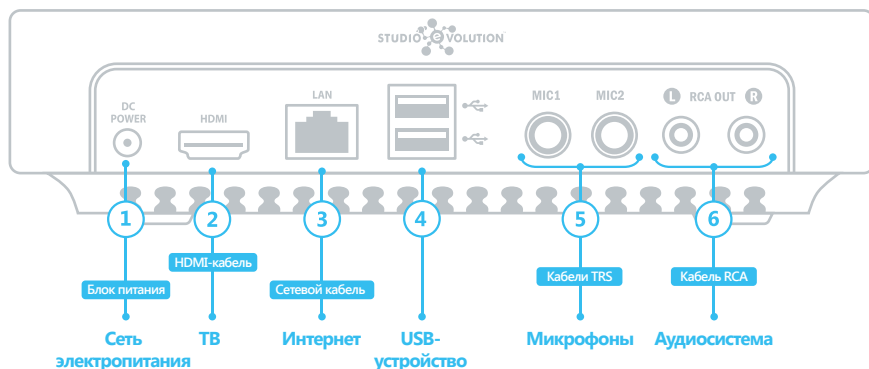 STUDIO EVOLUTION
DC
POWER
HDMI
LAN
MIC1
MIC2
L RCA OUT R
1
2
3
4
5
6
HDMI-кабель
Блок питания
Сетевой кабель
Кабели TRS
Кабель RCA
Сеть
электропитания
ТВ
Интернет
USB-
устройство
Микрофоны
Аудиосистема